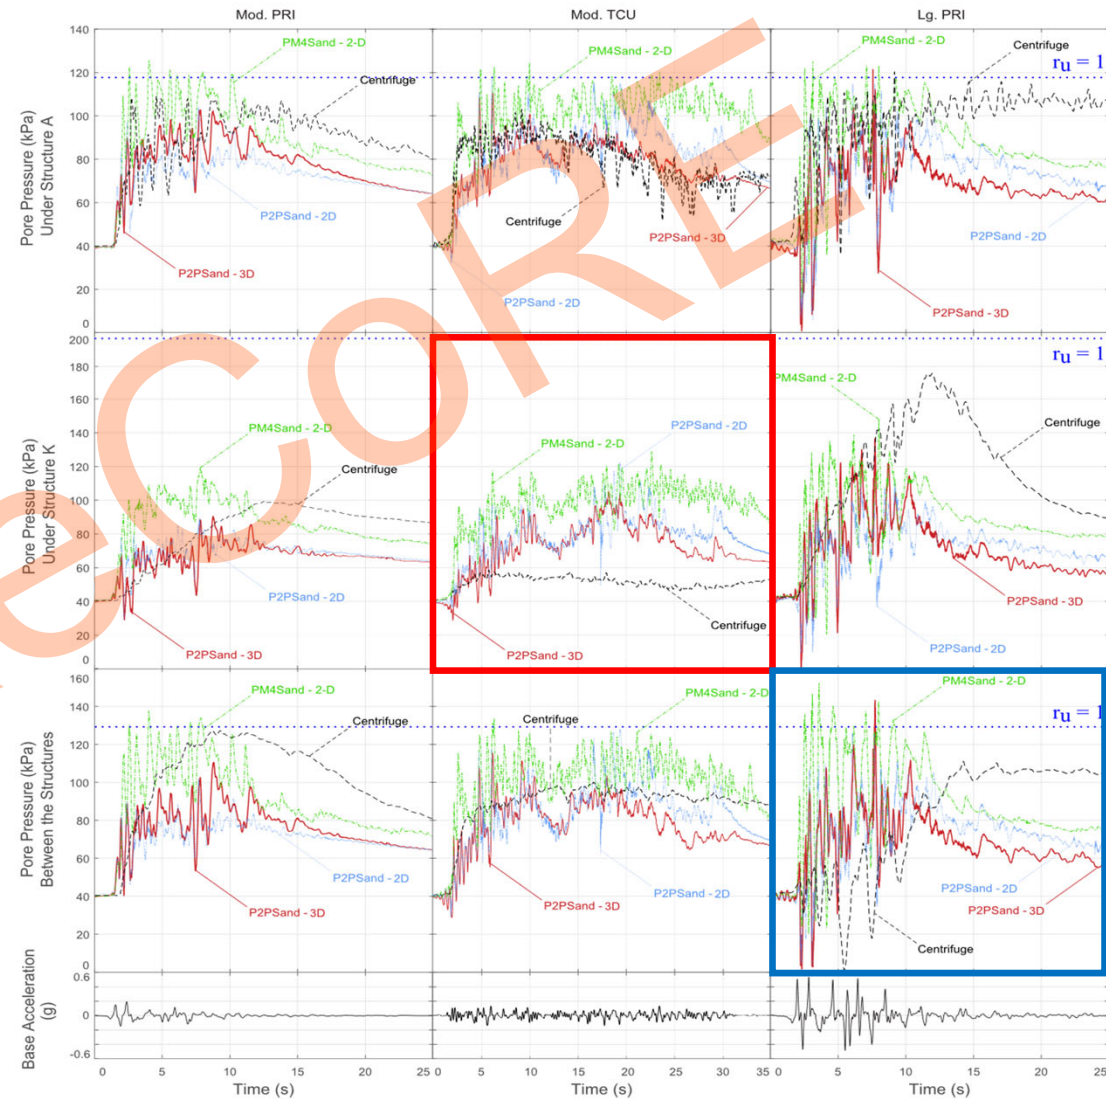 Mod. PRI
Mod. TCU
Lg. PRI
140
120
100
80
60
40
20
0
Pore Pressure (kPa)
Under Structure A
PM4Sand - 2-D
Centrifuge
P2PSand - 2D
P2PSand - 3D
PM4Sand - 2-D
Centrifuge
P2PSand - 3D
P2PSand - 2D
PM4Sand - 2-D
Centrifuge
ru = 1
P2PSand - 2D
P2PSand - 3D
200
180
160
140
120
100
80
60
40
20
0
Pore Pressure (kPa)
Under Structure K
PM4Sand - 2-D
Centrifuge
P2PSand - 2D
P2PSand - 3D
P2PSand - 2D
PM4Sand - 2-D
Centrifuge
P2PSand - 3D
ru = 1
PM4Sand - 2-D
Centrifuge
P2PSand - 3D
P2PSand - 2D
160
140
120
100
80
60
40
20
0
Pore Pressure (kPa)
Between the Structures
PM4Sand - 2-D
Centrifuge
P2PSand - 2D
P2PSand - 3D
PM4Sand - 2-D
Centrifuge
P2PSand - 2D
P2PSand - 3D
PM4Sand - 2-D
ru = 1
P2PSand - 2D
P2PSand - 3D
Centrifuge
0.6
0
-0.6
Base Acceleration
(g)
0 5 10 15 20 25
0 5 10 15 20 25 30 35
0 5 10 15 20 25
Time (s)
Time (s)
Time (s)
eCoRE